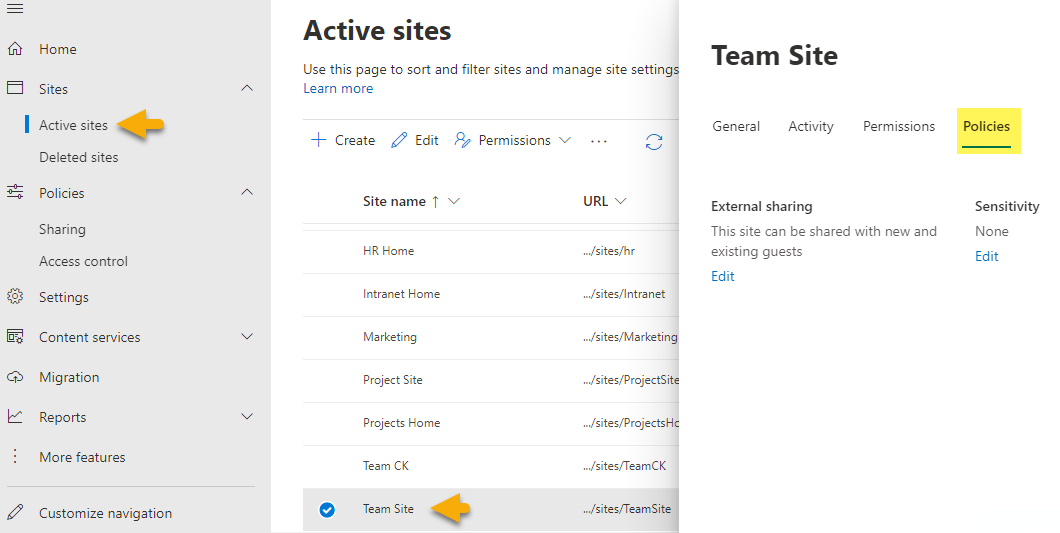 Home
Sites
Active sites
Deleted sites
Policies
Sharing
Access control
Settings
Content services
Migration
Reports
More features
Customize navigation
Active sites
Use this page to sort and filter sites and manage site settings
Learn more
Create Edit Permissions ...
Site name ↑ URL
HR Home .../sites/hr
Intranet Home .../sites/Intranet
Marketing .../sites/Marketing
Project Site .../sites/ProjectSite
Projects Home .../sites/ProjectsHo
Team CK .../sites/TeamCK
Team Site .../sites/TeamSite
Team Site
General Activity Permissions Policies
External sharing
This site can be shared with new and
existing guests
Edit
Sensitivity
None
Edit